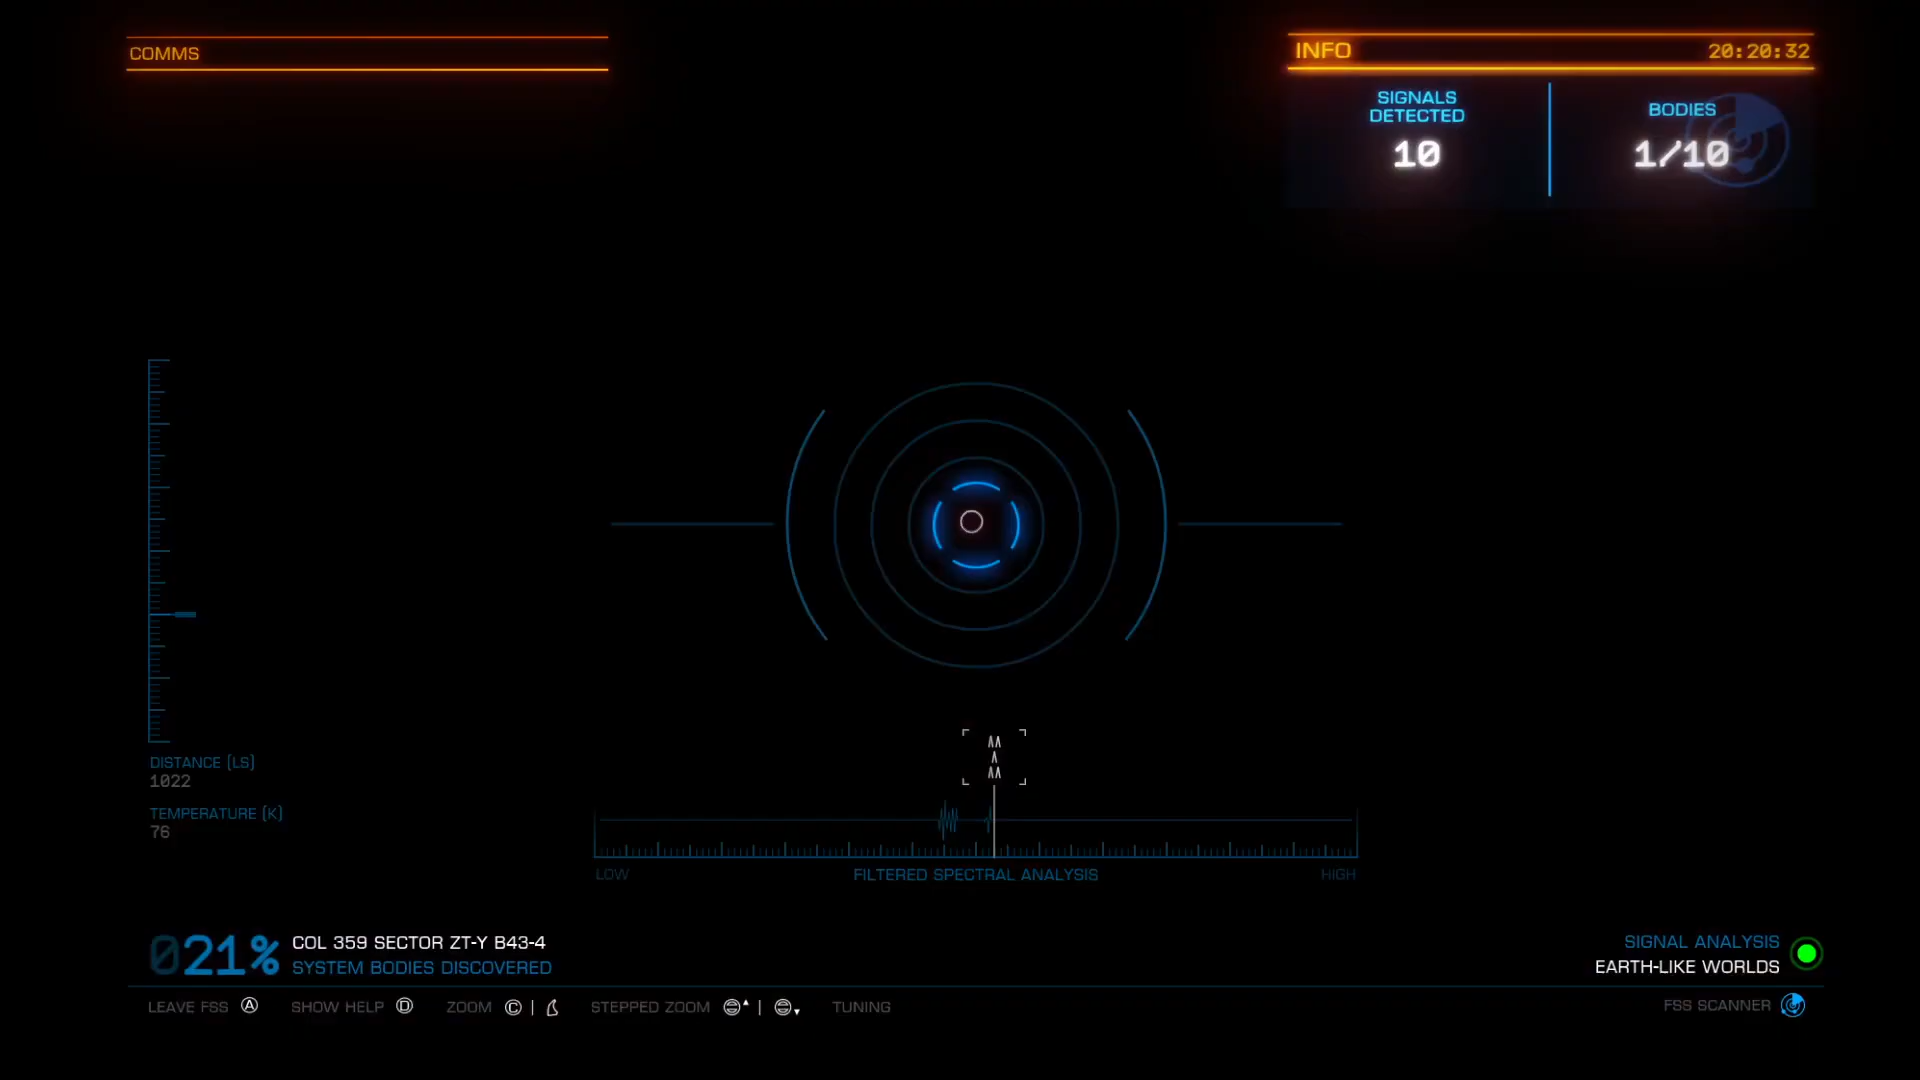 COMMS
INFO 20:20:32
SIGNALS
DETECTED
10
BODIES
1/10
DISTANCE (LS)
1022
TEMPERATURE (K)
76
LOW FILTERED SPECTRAL ANALYSIS HIGH
021% COL 359 SECTOR ZT-Y B43-4
SYSTEM BODIES DISCOVERED
SIGNAL ANALYSIS
EARTH-LIKE WORLDS
LEAVE FSS A SHOW HELP D ZOOM C | STEPPED ZOOM | TUNING
FSS SCANNER